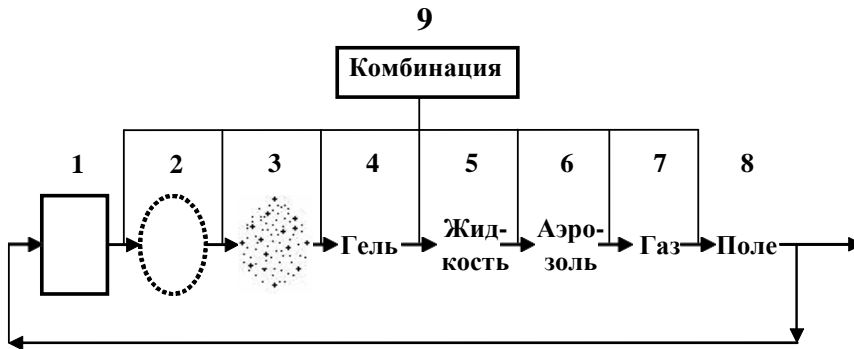 9
Комбинация
1 2 3 4 5 6 7 8
Гель
Жид-
кость
Аэро-
золь
Газ
Поле